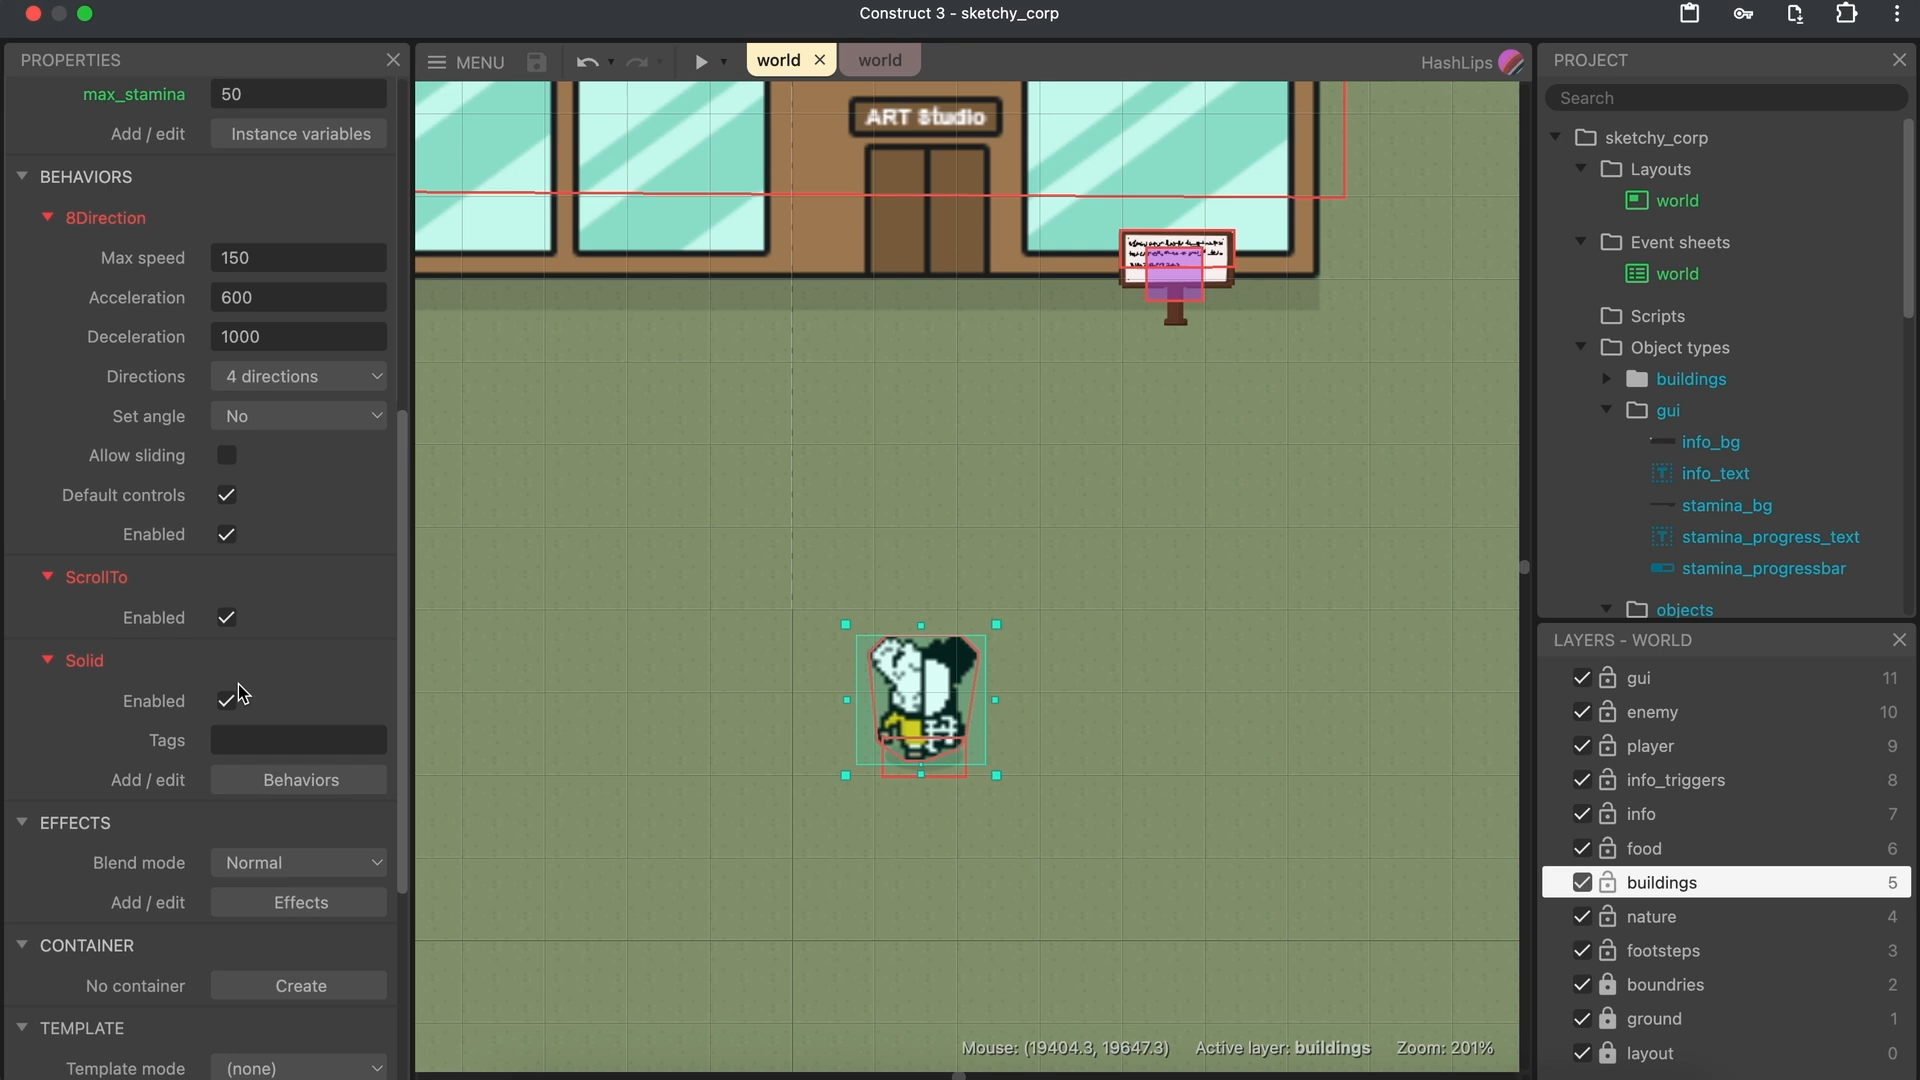 Construct 3 - sketchy_corp
PROPERTIES
max_stamina 50
Add / edit Instance variables
BEHAVIORS
8Direction
Max speed 150
Acceleration 600
Deceleration 1000
Directions 4 directions
Set angle No
Allow sliding
Default controls
Enabled
ScrollTo
Enabled
Solid
Enabled
Tags
Add / edit Behaviors
EFFECTS
Blend mode Normal
Add / edit Effects
CONTAINER
No container Create
TEMPLATE
Template mode (none)
MENU
world
world
HashLips
ART Studio
Mouse: (19404.3, 19647.3) Active layer: buildings Zoom: 201%
PROJECT
Search
sketchy_corp
Layouts
world
Event sheets
world
Scripts
Object types
buildings
gui
info_bg
info_text
stamina_bg
stamina_progress_text
stamina_progressbar
objects
LAYERS - WORLD
gui 11
enemy 10
player 9
info_triggers 8
info 7
food 6
buildings 5
nature 4
footsteps 3
boundries 2
ground 1
layout 0